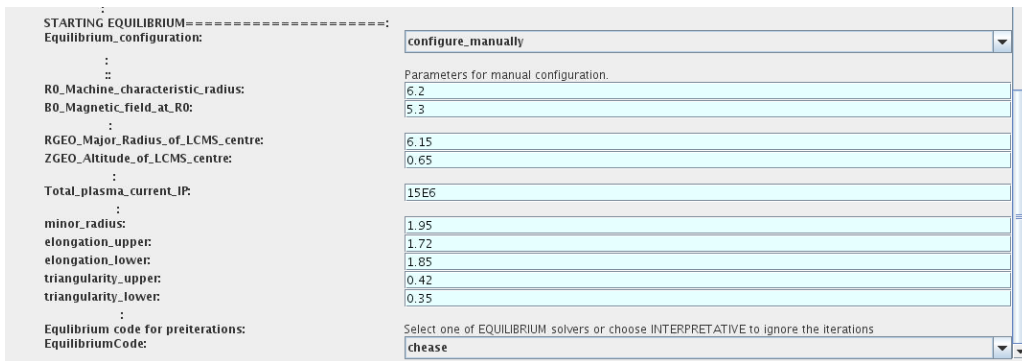 :
STARTING EQUILIBRIUM=====================:
Equilibrium_configuration: configure_manually
:
:: Parameters for manual configuration.
R0_Machine_characteristic_radius: 6.2
B0_Magnetic_field_at_R0: 5.3
:
RGEO_Major_Radius_of_LCMS_centre: 6.15
ZGEO_Altitude_of_LCMS_centre: 0.65
:
Total_plasma_current_IP: 15E6
:
minor_radius: 1.95
elongation_upper: 1.72
elongation_lower: 1.85
triangularity_upper: 0.42
triangularity_lower: 0.35
:
Equlibrium code for preiterations: Select one of EQUILIBRIUM solvers or choose INTERPRETATIVE to ignore the iterations
EquilibriumCode: chease